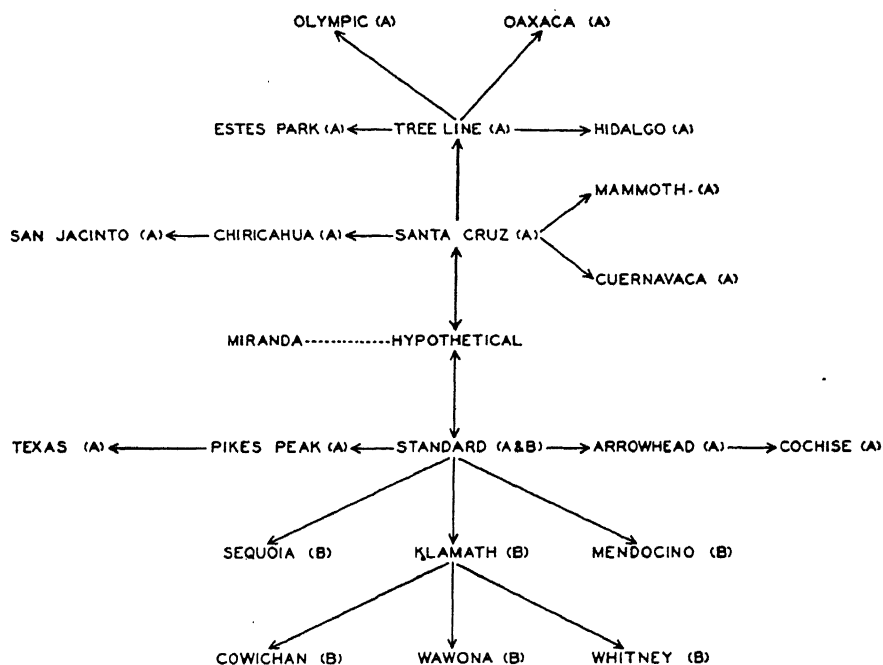 OLYMPIC (A) OAXACA (A)
ESTES PARK (A) TREE LINE (A) HIDALGO (A)
MAMMOTH. (A)
SAN JACINTO (A) CHIRICAHUA (A) SANTA CRUZ (A)
CUERNAVACA (A)
MIRANDA HYPOTHETICAL
TEXAS (A) PIKES PEAK (A) STANDARD (A & B) ARROWHEAD (A) COCHISE (A)
SEQUOIA (B) KLAMATH (B) MENDOCINO (B)
COWICHAN (B) WAWONA (B) WHITNEY (B)